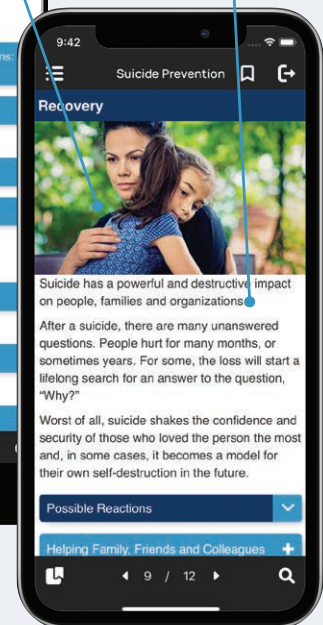 ns:
9:42
Suicide Prevention
Recovery
Suicide has a powerful and destructive impact
on people, families and organizations
After a suicide, there are many unanswered
questions. People hurt for many months, or
sometimes years. For some, the loss will start a
lifelong search for an answer to the question,
"Why?"
Worst of all, suicide shakes the confidence and
security of those who loved the person the most
and, in some cases, it becomes a model for
their own self-destruction in the future.
Possible Reactions
Helping Family, Friends and Colleagues +
9 / 12